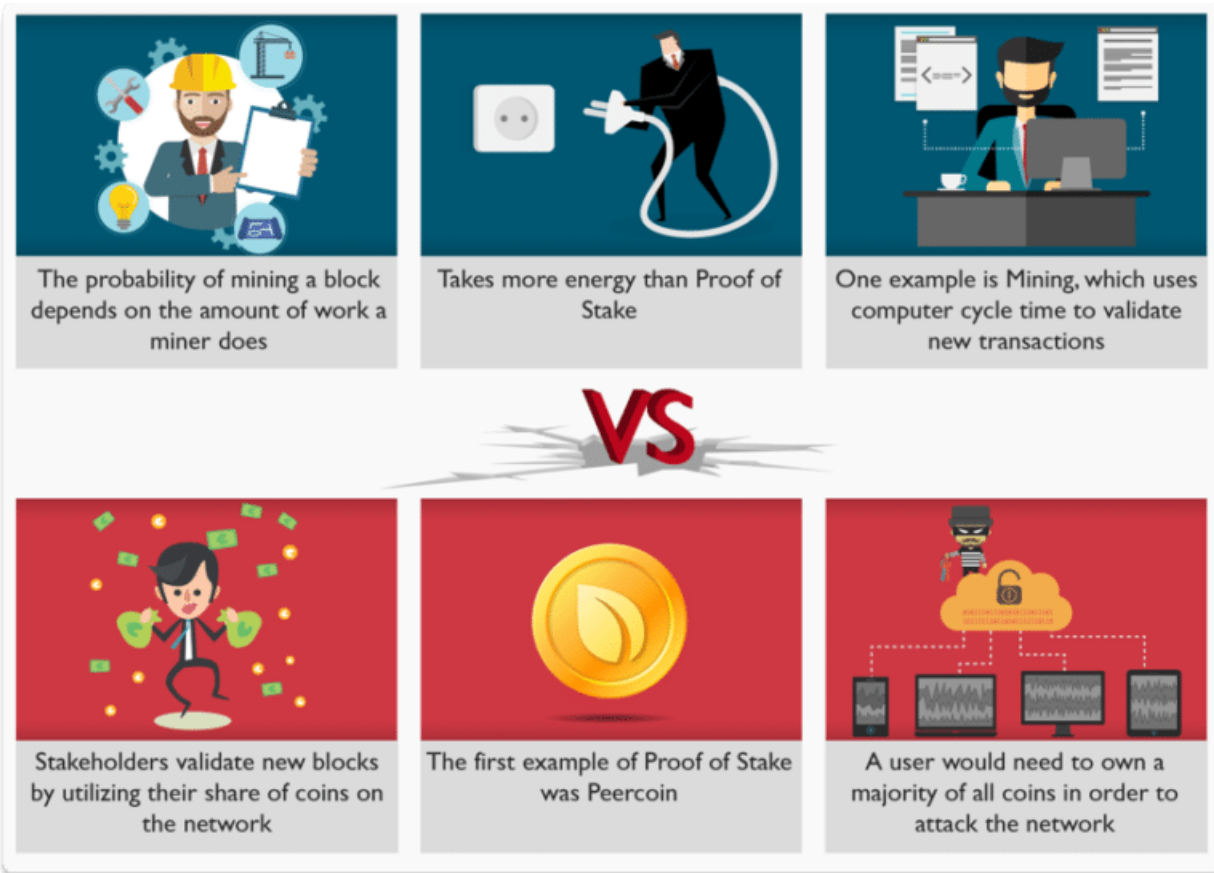 <==>
The probability of mining a block
depends on the amount of work a
miner does
Takes more energy than Proof of
Stake
One example is Mining, which uses
computer cycle time to validate
new transactions
VS
Stakeholders validate new blocks
by utilizing their share of coins on
the network
The first example of Proof of Stake
was Peercoin
A user would need to own a
majority of all coins in order to
attack the network